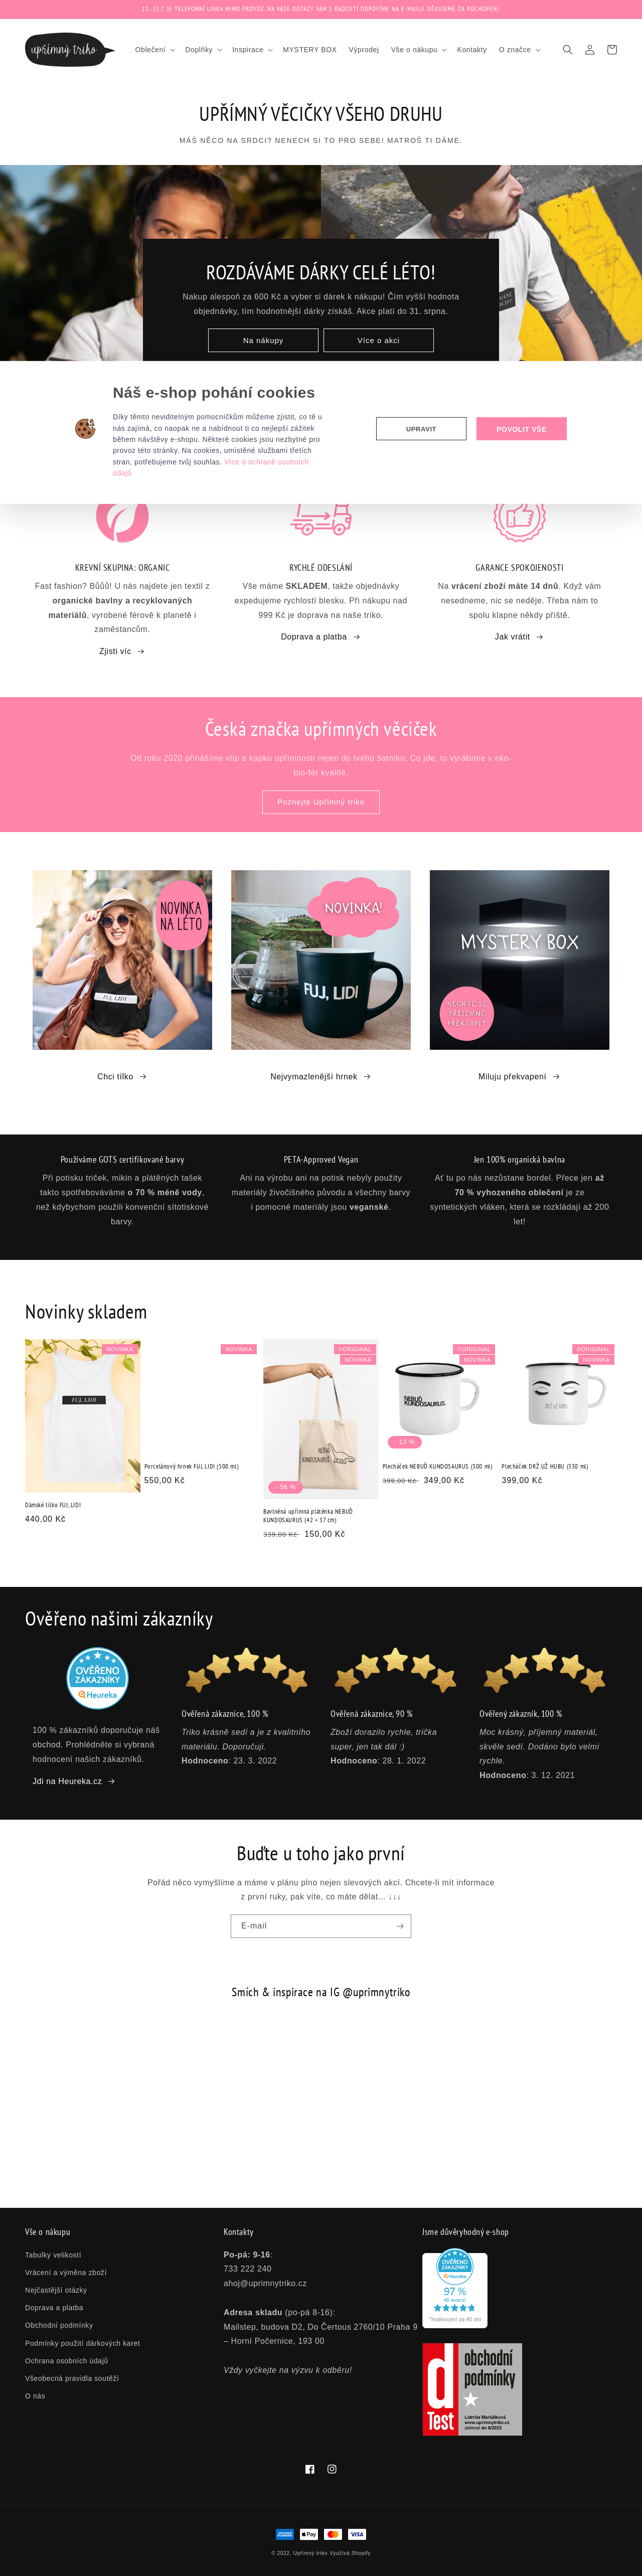 11.-15.7. JE TELEFONNÍ LINKA MIMO PROVOZ. NA VAŠE DOTAZY VÁM S RADOSTÍ ODPOVÍME NA E-MAILU. DĚKUJEME ZA POCHOPENÍ.
upřímný triko
Oblečení
Doplňky
Inspirace
MYSTERY BOX
Výprodej
Vše o nákupu
Kontakty
O značce
UPŘÍMNÝ VĚCIČKY VŠEHO DRUHU
MÁŠ NĚCO NA SRDCI? NENECH SI TO PRO SEBE! MATROŠ TI DÁME.
ROZDÁVÁME DÁRKY CELÉ LÉTO!
Nakup alespoň za 600 Kč a vyber si dárek k nákupu! Čím vyšší hodnota
objednávky, tím hodnotnější dárky získáš. Akce platí do 31. srpna.
Na nákupy
Více o akci
Náš e-shop pohání cookies
Díky těmto neviditelným pomocníčkům můžeme zjistit, co tě u
nás zajímá, co naopak ne a nabídnout ti co nejlepší zážitek
během návštěvy e-shopu. Některé cookies jsou nezbytné pro
provoz této stránky. Na cookies, umístěné službami třetích
stran, potřebujeme tvůj souhlas. Více o ochraně osobních
údajů
UPRAVIT
POVOLIT VŠE
KREVNÍ SKUPINA: ORGANIC
Fast fashion? Bůůů! U nás najdete jen textil z
organické bavlny a recyklovaných
materiálů, vyrobené férově k planetě i
zaměstancům.
Zjisti víc
RYCHLÉ ODESLÁNÍ
Vše máme SKLADEM, takže objednávky
expedujeme rychlostí blesku. Při nákupu nad
999 Kč je doprava na naše triko.
Doprava a platba
GARANCE SPOKOJENOSTI
Na vrácení zboží máte 14 dnů. Když vám
nesedneme, nic se neděje. Třeba nám to
spolu klapne někdy příště.
Jak vrátit
Česká značka upřímných věciček
Od roku 2020 přinášíme vtip a kapku upřímnosti nejen do tvého šatníku. Co jde, to vyrábíme v eko-
bio-fér kvalitě.
Poznejte Upřímný triko
NOVINKA
NA LÉTO
FUJ, LIDI
NOVINKA!
FUJ, LIDI
MYSTERY BOX
NECHTE SE
PŘÍJEMNĚ
PŘEKVAPIT
Chci tílko
Nejvymazlenější hrnek
Miluju překvapení
Používáme GOTS certifikované barvy
Při potisku triček, mikin a plátěných tašek
takto spotřebováváme o 70 % méně vody,
než kdybychom použili konvenční sítotiskové
barvy.
PETA-Approved Vegan
Ani na výrobu ani na potisk nebyly použity
materiály živočišného původu a všechny barvy
i pomocné materiály jsou veganské.
Jen 100% organická bavlna
Ať tu po nás nezůstane bordel. Přece jen až
70 % vyhozeného oblečení je ze
syntetických vláken, která se rozkládají až 200
let!
Novinky skladem
NOVINKA
FUJ, LIDI
Dámské tílko FUJ, LIDI
440,00 Kč
NOVINKA
Porcelánový hrnek FUJ, LIDI (500 ml)
550,00 Kč
©ORIGINAL
NOVINKA
NEBUĎ
KUNDOSAURUS
- 56 %
Bavlněná upřímná plátěnka NEBUĎ
KUNDOSAURUS (42 × 37 cm)
339,00 Kč 150,00 Kč
©ORIGINAL
NOVINKA
NEBUĎ
KUNDOSAURUS.
- 13 %
Plecháček NEBUĎ KUNDOSAURUS (300 ml)
399,00 Kč 349,00 Kč
©ORIGINAL
NOVINKA
DRŽ UŽ HUBU
Plecháček DRŽ UŽ HUBU (330 ml)
399,00 Kč
Ověřeno našimi zákazníky
OVĚŘENO
ZÁKAZNÍKY
Heureka
100 % zákazníků doporučuje náš
obchod. Prohlédněte si vybraná
hodnocení našich zákazníků.
Jdi na Heureka.cz
Ověřená zákaznice, 100 %
Triko krásně sedí a je z kvalitního
materiálu. Doporučuji.
Hodnoceno: 23. 3. 2022
Ověřená zákaznice, 90 %
Zboží dorazilo rychle, trička
super, jen tak dál :)
Hodnoceno: 28. 1. 2022
Ověřený zákazník, 100 %
Moc krásný, příjemný materiál,
skvěle sedí. Dodáno bylo velmi
rychle.
Hodnoceno: 3. 12. 2021
Buďte u toho jako první
Pořád něco vymýšlíme a máme v plánu plno nejen slevových akcí. Chcete-li mít informace
z první ruky, pak víte, co máte dělat... ↓↓↓
E-mail
Smích & inspirace na IG @uprimnytriko
Vše o nákupu
Tabulky velikostí
Vrácení a výměna zboží
Nejčastější otázky
Doprava a platba
Obchodní podmínky
Podmínky použití dárkových karet
Ochrana osobních údajů
Všeobecná pravidla soutěží
O nás
Kontakty
Po-pá: 9-16:
733 222 240
ahoj@uprimnytriko.cz
Adresa skladu (po-pá 8-16):
Mailstep, budova D2, Do Čertous 2760/10 Praha 9
– Horní Počernice, 193 00
Vždy vyčkejte na výzvu k odběru!
Jsme důvěryhodný e-shop
OVĚŘENO
ZÁKAZNÍKY
Heureka
97 %
*hodnocení za 90 dní
dTest
obchodní
podmínky
Lidmila Maršálková
www.uprimnytriko.cz
platnost do 6/2023
© 2022, Upřímný triko Využívá Shopify